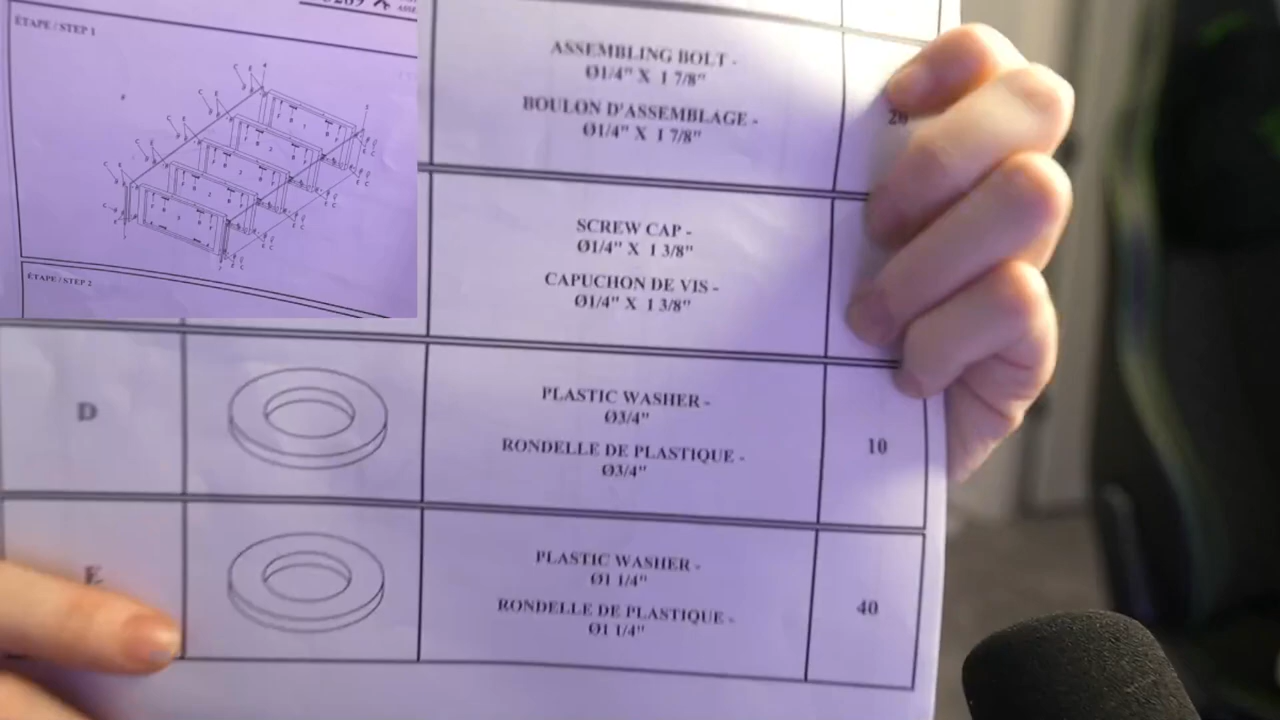 ÉTAPE / STEP 1
ÉTAPE / STEP 2
ASSEMBLING BOLT -
Ø1/4" X 1 7/8"
BOULON D'ASSEMBLAGE -
Ø1/4" X 1 7/8"
20
SCREW CAP -
Ø1/4" X 1 3/8"
CAPUCHON DE VIS -
Ø1/4" X 1 3/8"
D
PLASTIC WASHER -
Ø3/4"
RONDELLE DE PLASTIQUE -
Ø3/4"
10
E
PLASTIC WASHER -
Ø1 1/4"
RONDELLE DE PLASTIQUE -
Ø1 1/4"
40